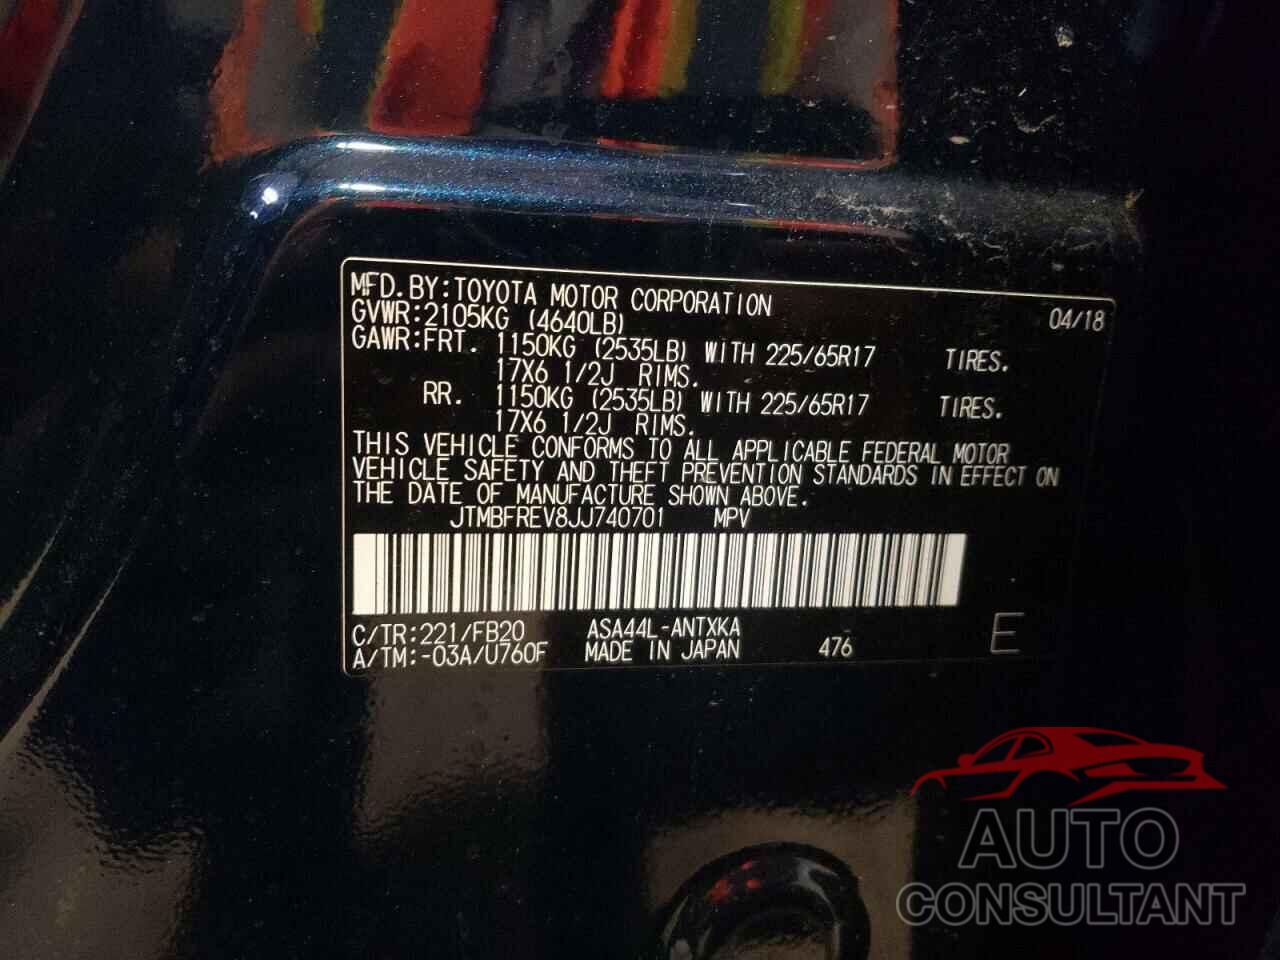 MFD.BY:TOYOTA MOTOR CORPORATION 04/18
GVWR:2105KG (4640LB)
GAWR:FRT. 1150KG (2535LB) WITH 225/65R17 TIRES.
17X6 1/2J RIMS.
RR. 1150KG (2535LB) WITH 225/65R17 TIRES.
17X6 1/2J RIMS.
THIS VEHICLE CONFORMS TO ALL APPLICABLE FEDERAL MOTOR
VEHICLE SAFETY AND THEFT PREVENTION STANDARDS IN EFFECT ON
THE DATE OF MANUFACTURE SHOWN ABOVE.
JTMBFREV8JJ740701 MPV
C/TR:221/FB20 ASA44L-ANTXKA
A/TM:-03A/U760F MADE IN JAPAN 476 E
AUTO
CONSULTANT